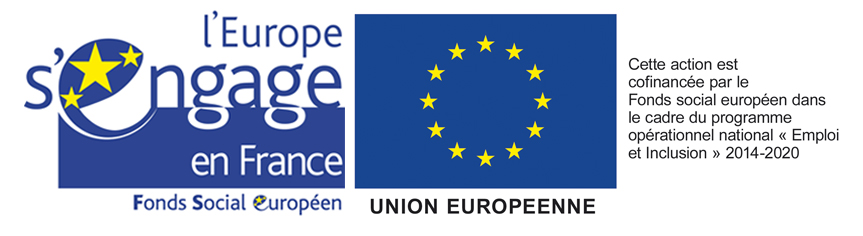 l'Europe
s'engage
en France
Fonds Social européen
UNION EUROPEENNE
Cette action est
cofinancée par le
Fonds social européen dans
le cadre du programme
opérationnel national « Emploi
et Inclusion » 2014-2020